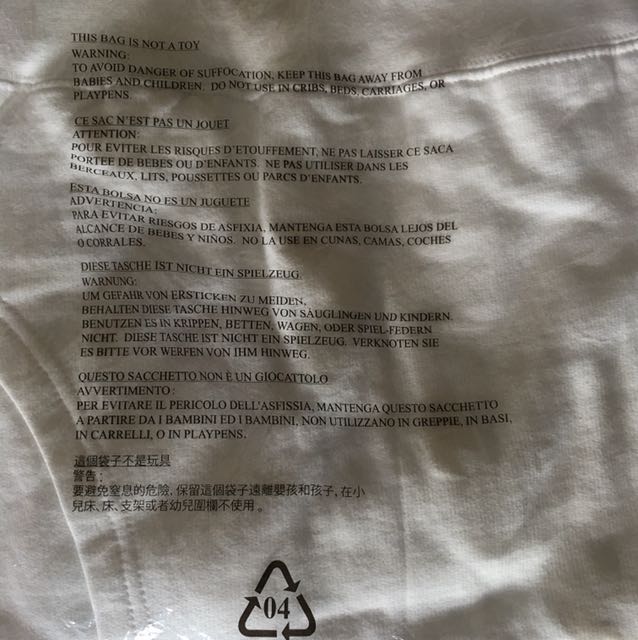 THIS BAG IS NOT A TOY
WARNING:
TO AVOID DANGER OF SUFFOCATION, KEEP THIS BAG AWAY FROM
BABIES AND CHILDREN. DO NOT USE IN CRIBS, BEDS, CARRIAGES, OR
PLAYPENS.
CE SAC N'EST PAS UN JOUET
ATTENTION:
POUR EVITER LES RISQUES D'ETOUFFEMENT, NE PAS LAISSER CE SACA
PORTEE DE BEBES OU D'ENFANTS. NE PAS UTILISER DANS LES
BERCEAUX, LITS, POUSSETTES OU PARCS D'ENFANTS.
ESTA BOLSA NO ES UN JUGUETE
ADVERTENCIA:
PARA EVITAR RIESGOS DE ASFIXIA, MANTENGA ESTA BOLSA LEJOS DEL
ALCANCE DE BEBES Y NIÑOS. NO LA USE EN CUNAS, CAMAS, COCHES
O CORRALES.
DIESE TASCHE IST NICHT EIN SPIELZEUG.
WARNUNG:
UM GEFAHR VON ERSTICKEN ZU MEIDEN,
BEHALTEN DIESE TASCHE HINWEG VON SÄUGLINGEN UND KINDERN.
BENUTZEN ES IN KRIPPEN, BETTEN, WAGEN, ODER SPIEL-FEDERN
NICHT. DIESE TASCHE IST NICHT EIN SPIELZEUG. VERKNOTEN SIE
ES BITTE VOR WERFEN VON IHM HINWEG.
QUESTO SACCHETTO NON È UN GIOCATTOLO
AVVERTIMENTO:
PER EVITARE IL PERICOLO DELL'ASFISSIA, MANTENGA QUESTO SACCHETTO
A PARTIRE DA I BAMBINI ED I BAMBINI, NON UTILIZZANO IN GREPPIE, IN BASI,
IN CARRELLI, O IN PLAYPENS.
這個袋子不是玩具
警告:
要避免窒息的危險, 保留這個袋子遠離嬰孩和孩子, 在小
兒床、床、支架或者幼兒圍欄不使用。
04